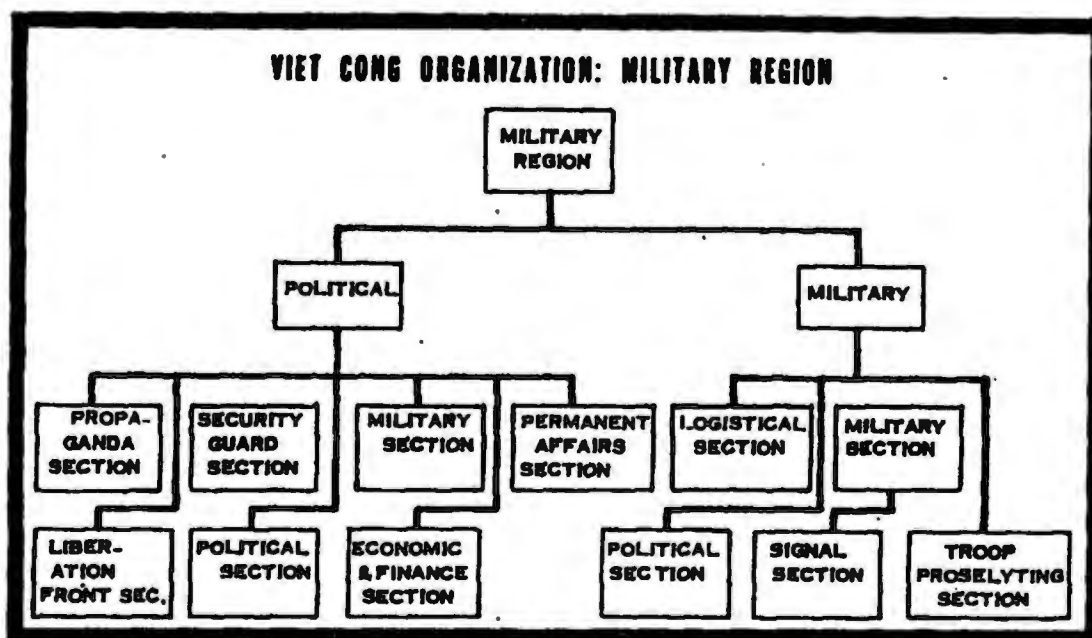 VIET CONG ORGANIZATION: MILITARY REGION
MILITARY
REGION
POLITICAL
MILITARY
PROPA-
GANDA
SECTION
SECURITY
GUARD
SECTION
MILITARY
SECTION
PERMANENT
AFFAIRS
SECTION
LOGISTICAL
SECTION
MILITARY
SECTION
LIBER-
ATION
FRONT SEC.
POLITICAL
SECTION
ECONOMIC
& FINANCE
SECTION
POLITICAL
SECTION
SIGNAL
SECTION
TROOP
PROSELYTING
SECTION